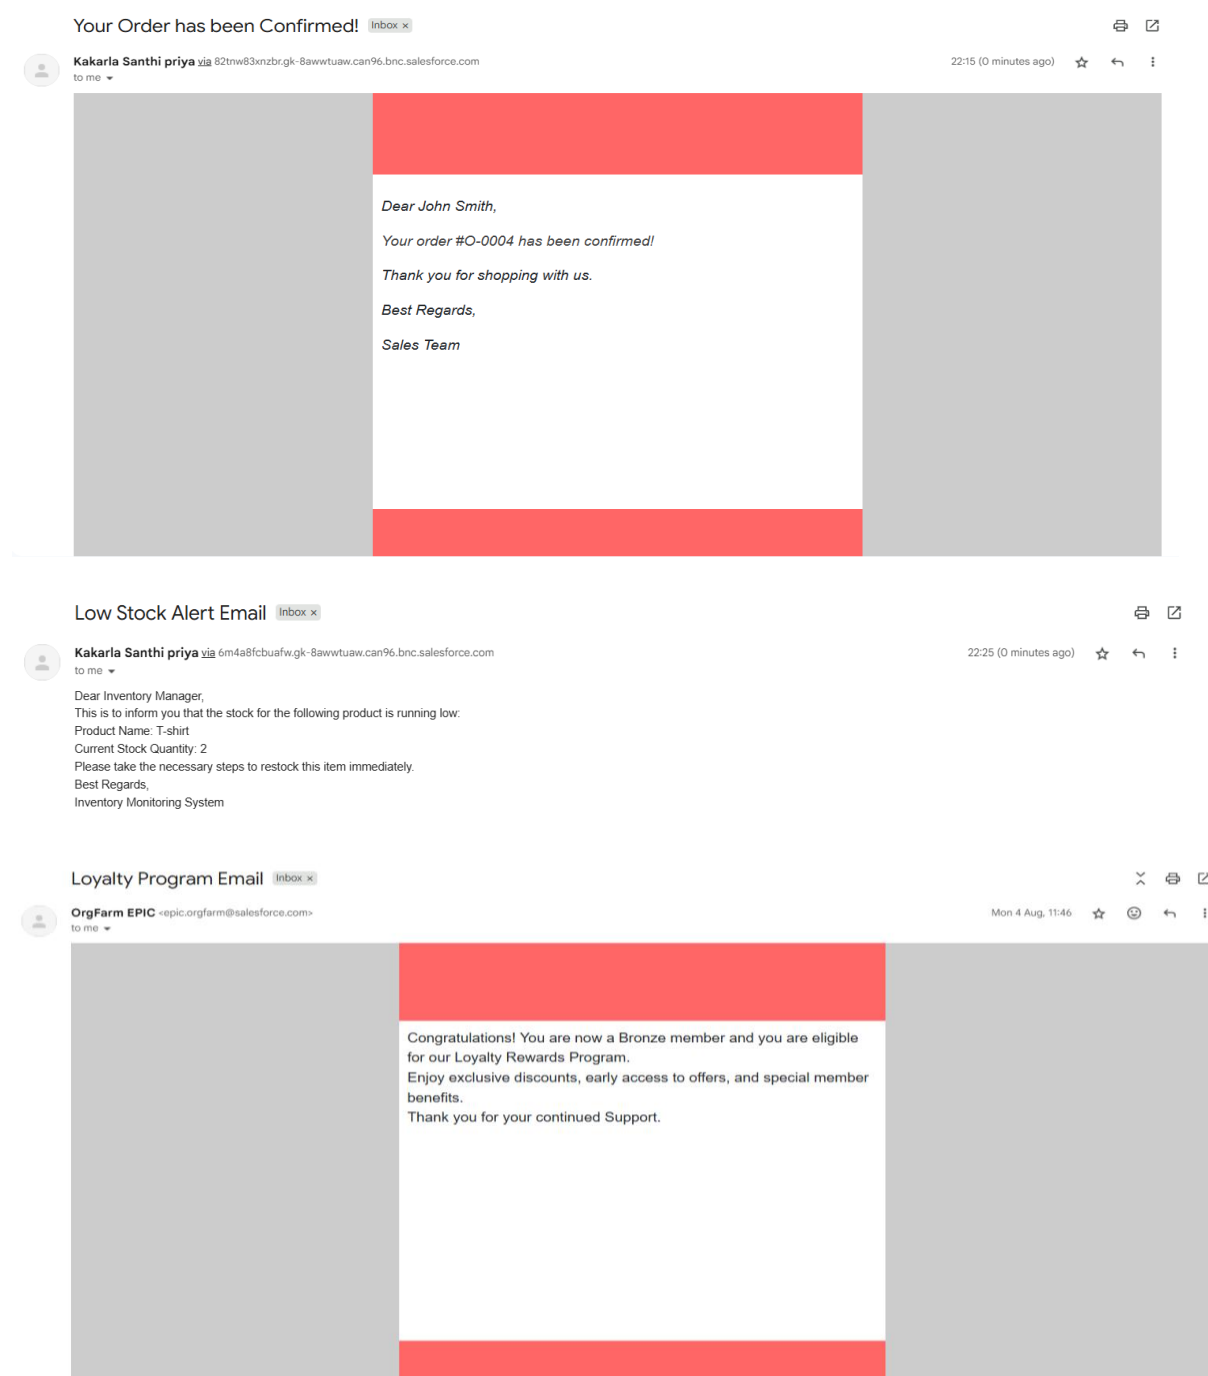 Your Order has been Confirmed! Inbox ×
Kakarla Santhi priya via 82tnw83xnzbr.gk-8awwtuaw.can96.bnc.salesforce.com 22:15 (0 minutes ago)
to me
Dear John Smith,
Your order #O-0004 has been confirmed!
Thank you for shopping with us.
Best Regards,
Sales Team
Low Stock Alert Email Inbox ×
Kakarla Santhi priya via 6m4a8fcbuafw.gk-8awwtuaw.can96.bnc.salesforce.com 22:25 (0 minutes ago)
to me
Dear Inventory Manager,
This is to inform you that the stock for the following product is running low:
Product Name: T-shirt
Current Stock Quantity: 2
Please take the necessary steps to restock this item immediately.
Best Regards,
Inventory Monitoring System
Loyalty Program Email Inbox ×
OrgFarm EPIC <epic.orgfarm@salesforce.com> Mon 4 Aug, 11:46
to me
Congratulations! You are now a Bronze member and you are eligible
for our Loyalty Rewards Program.
Enjoy exclusive discounts, early access to offers, and special member
benefits.
Thank you for your continued Support.